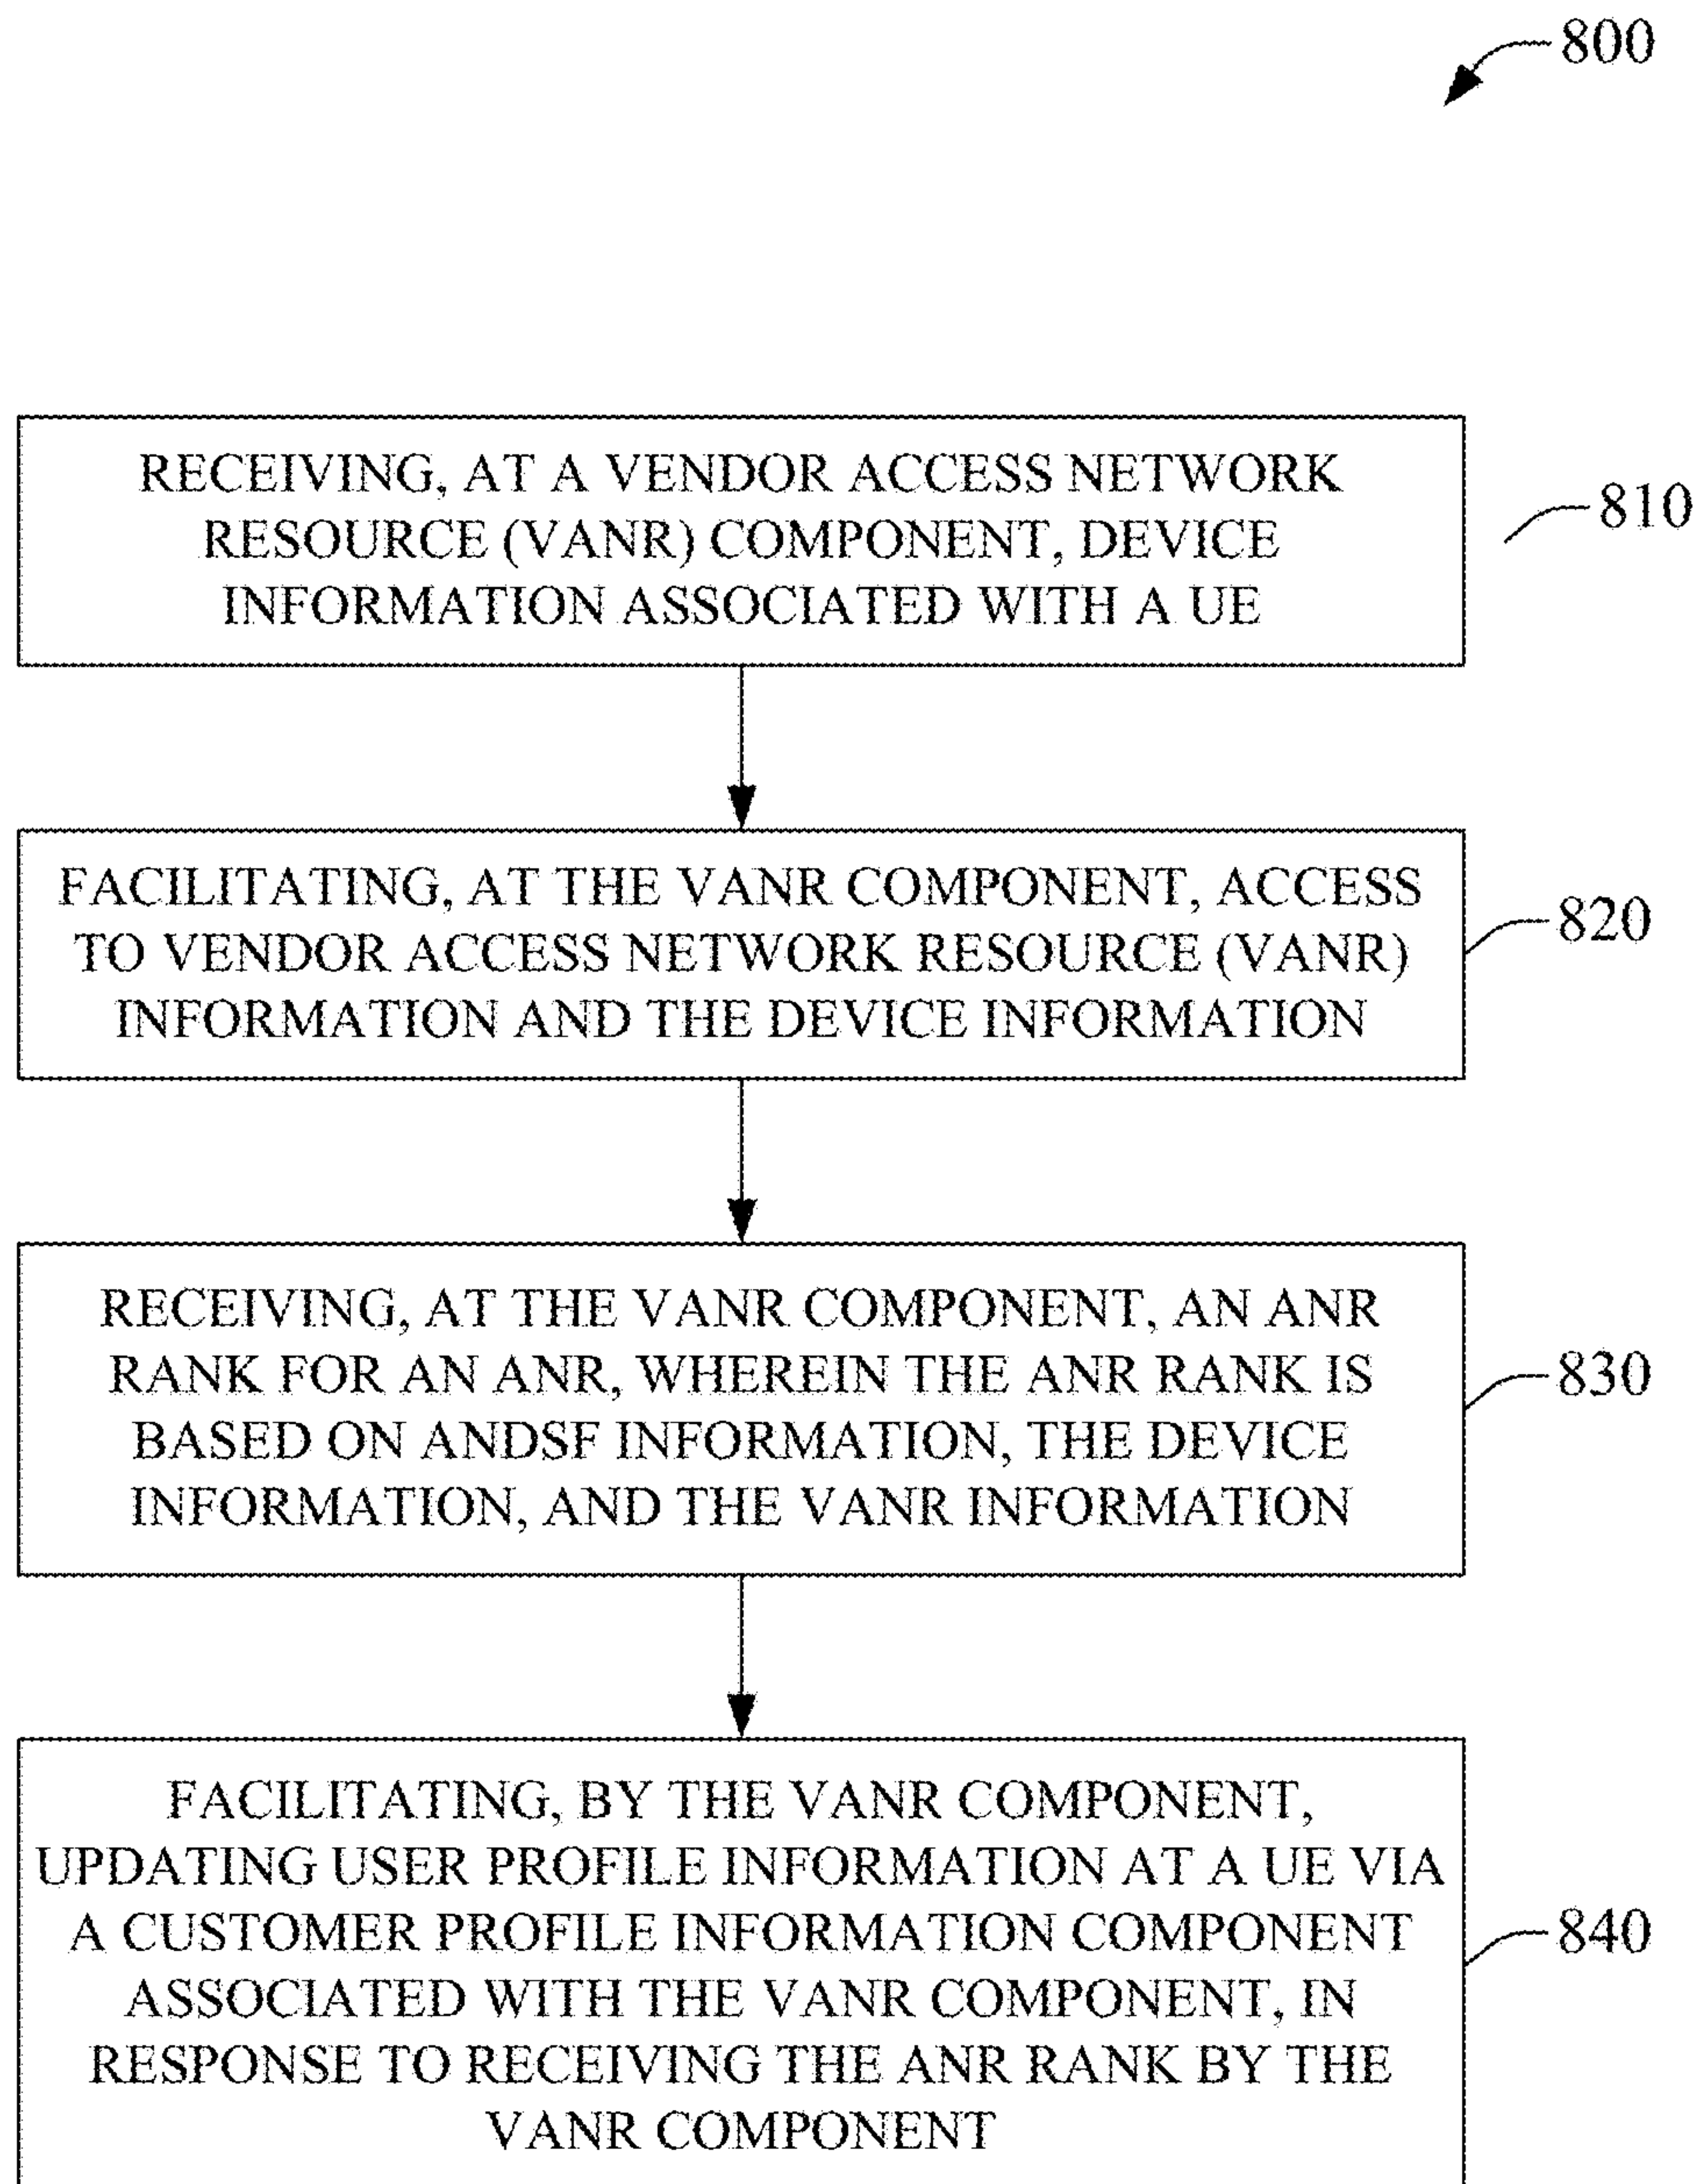 800
RECEIVING, AT A VENDOR ACCESS NETWORK
RESOURCE (VANR) COMPONENT, DEVICE
INFORMATION ASSOCIATED WITH A UE
810
FACILITATING, AT THE VANR COMPONENT, ACCESS
TO VENDOR ACCESS NETWORK RESOURCE (VANR)
INFORMATION AND THE DEVICE INFORMATION
820
RECEIVING, AT THE VANR COMPONENT, AN ANR
RANK FOR AN ANR, WHEREIN THE ANR RANK IS
BASED ON ANDSF INFORMATION, THE DEVICE
INFORMATION, AND THE VANR INFORMATION
830
FACILITATING, BY THE VANR COMPONENT,
UPDATING USER PROFILE INFORMATION AT A UE VIA
A CUSTOMER PROFILE INFORMATION COMPONENT
ASSOCIATED WITH THE VANR COMPONENT, IN
RESPONSE TO RECEIVING THE ANR RANK BY THE
VANR COMPONENT
840